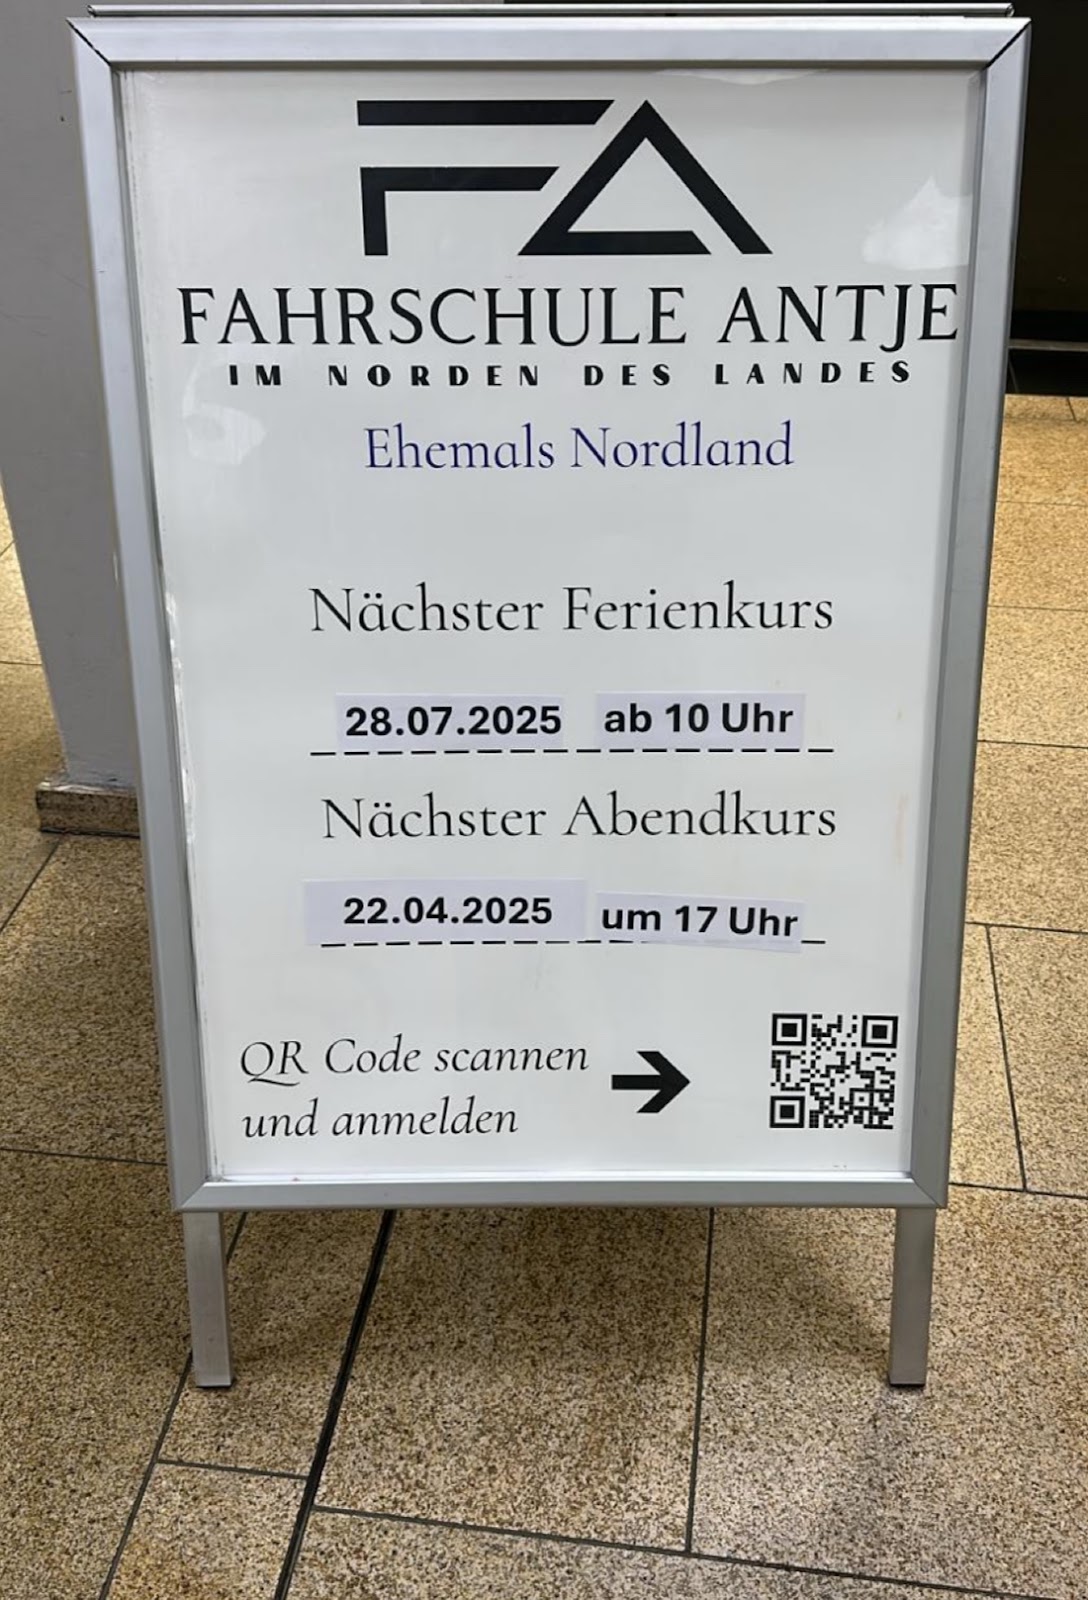 FA
FAHRSCHULE ANTJE
IM NORDEN DES LANDES
Ehemals Nordland
Nächster Ferienkurs
28.07.2025 ab 10 Uhr
Nächster Abendkurs
22.04.2025 um 17 Uhr
QR Code scannen
und anmelden